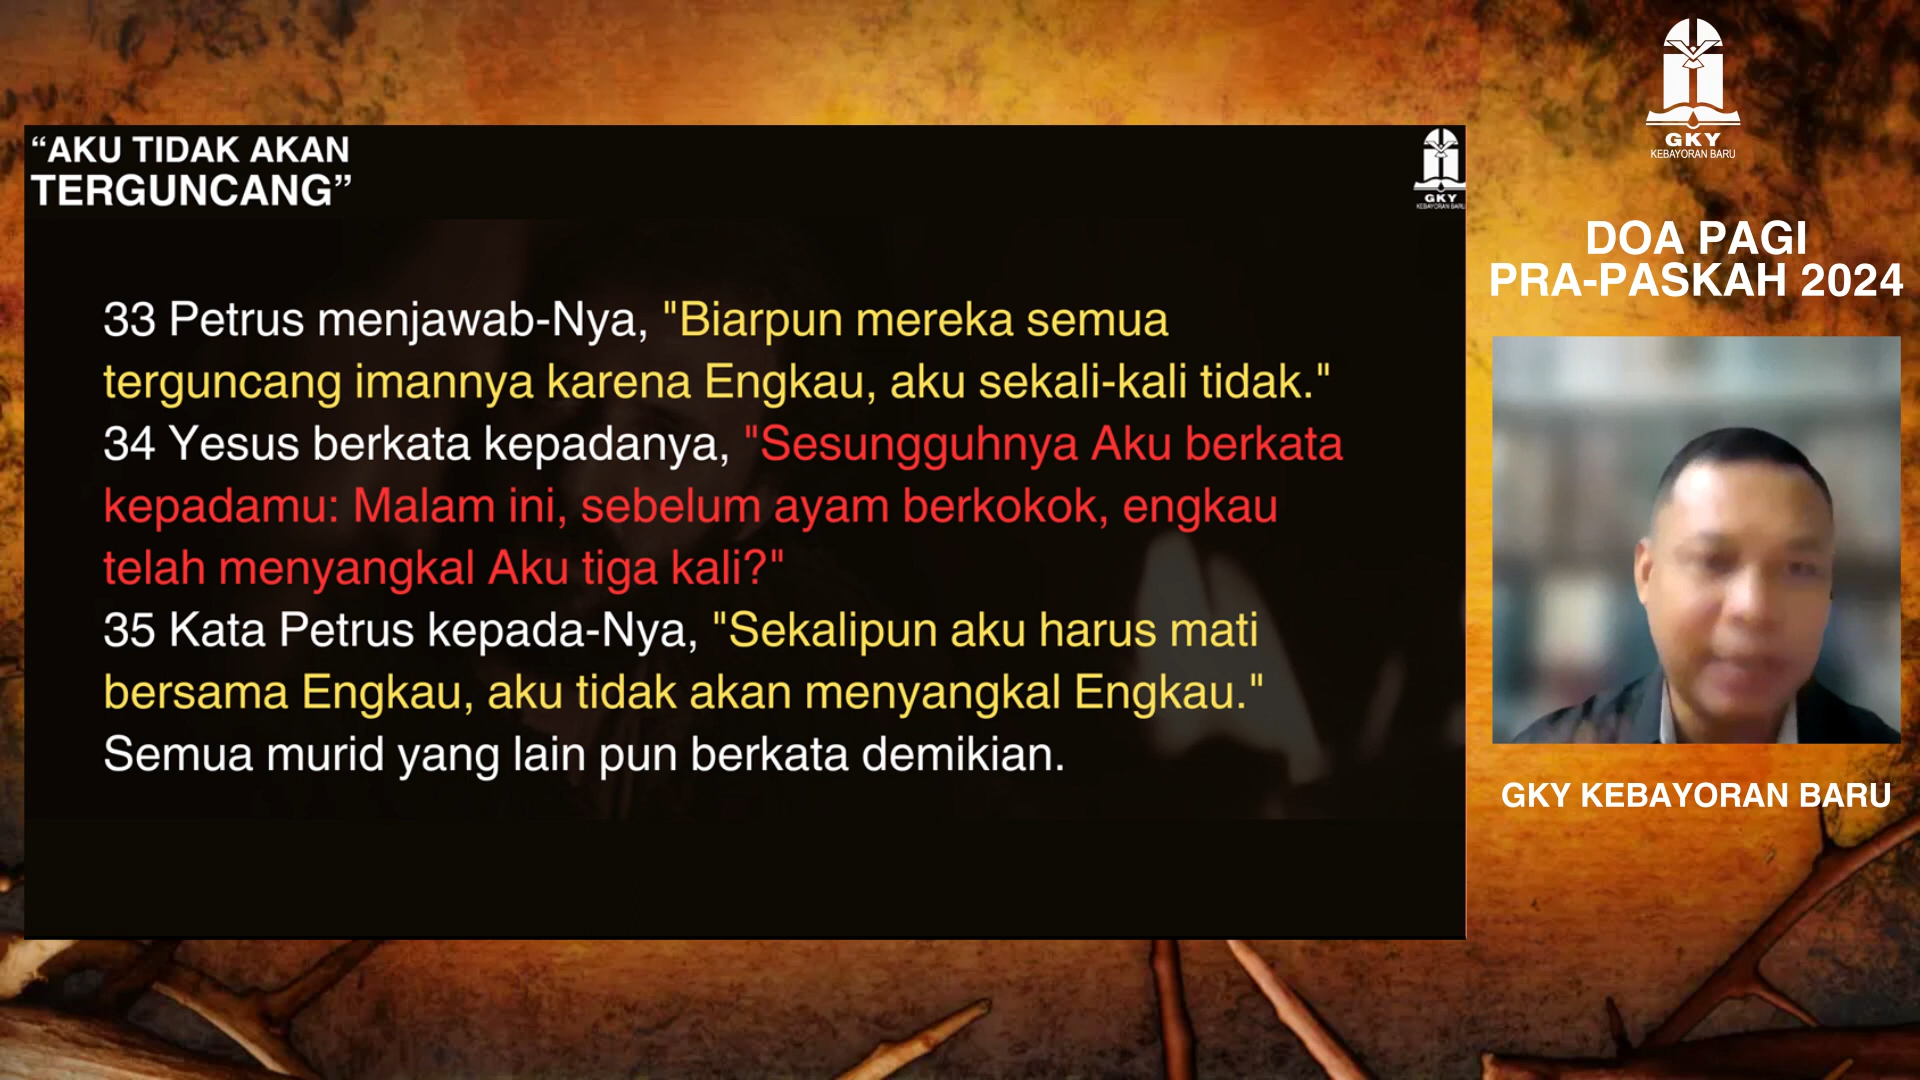 “AKU TIDAK AKAN
TERGUNCANG”
GKY
KEBAYORAN BARU
33 Petrus menjawab-Nya, "Biarpun mereka semua
terguncang imannya karena Engkau, aku sekali-kali tidak."
34 Yesus berkata kepadanya, "Sesungguhnya Aku berkata
kepadamu: Malam ini, sebelum ayam berkokok, engkau
telah menyangkal Aku tiga kali?"
35 Kata Petrus kepada-Nya, "Sekalipun aku harus mati
bersama Engkau, aku tidak akan menyangkal Engkau."
Semua murid yang lain pun berkata demikian.
GKY
KEBAYORAN BARU
DOA PAGI
PRA-PASKAH 2024
GKY KEBAYORAN BARU